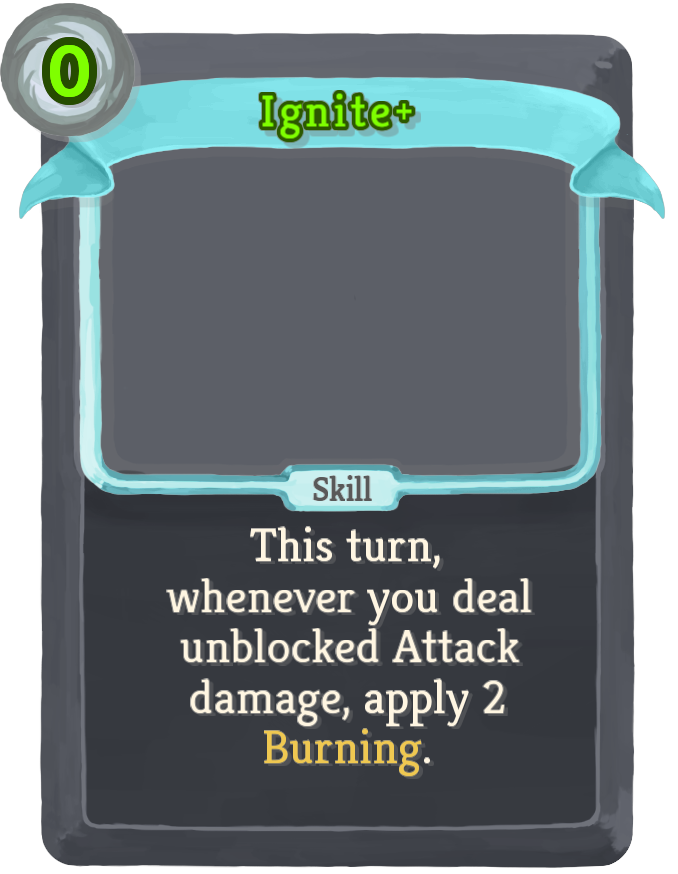 0
Ignite+
Skill
This turn,
whenever you deal
unblocked Attack
damage, apply 2
Burning.